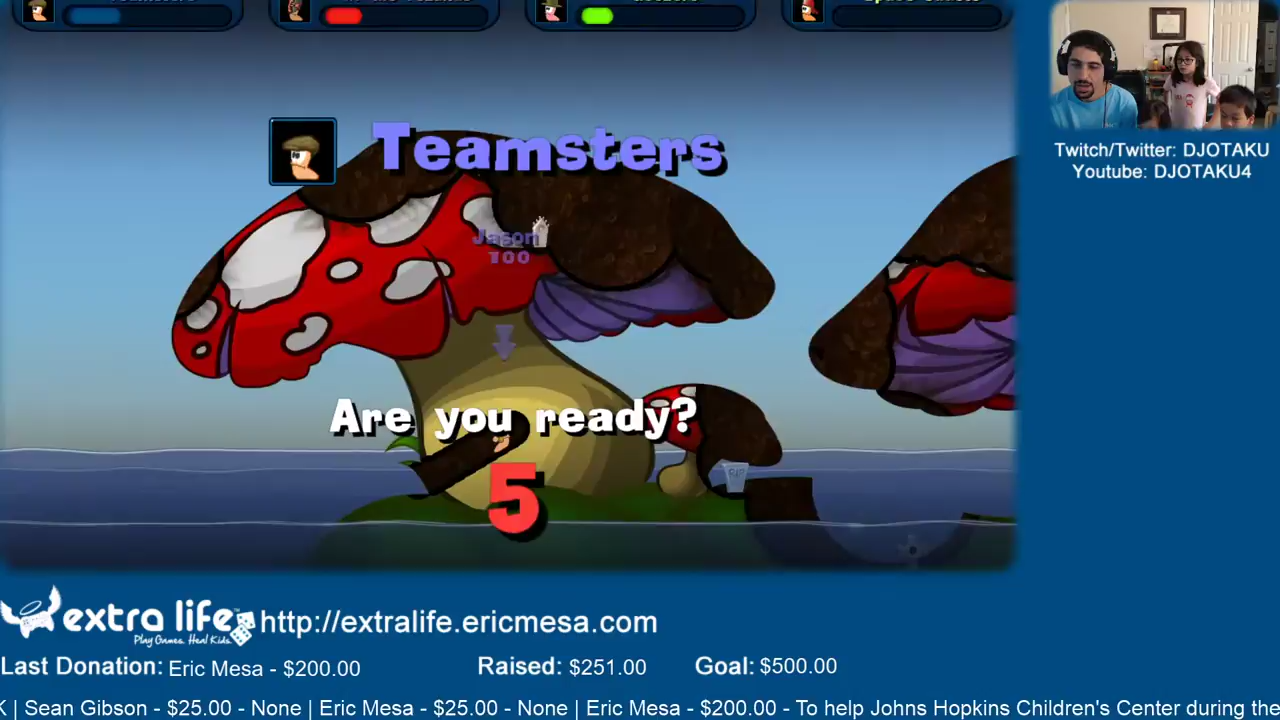 Teamsters
Jason
100
Are you ready?
5
RIP
Twitch/Twitter: DJOTAKU
Youtube: DJOTAKU4
extra life
Play Games. Heal Kids.
http://extralife.ericmesa.com
Last Donation: Eric Mesa - $200.00
Raised: $251.00
Goal: $500.00
K | Sean Gibson - $25.00 - None | Eric Mesa - $25.00 - None | Eric Mesa - $200.00 - To help Johns Hopkins Children's Center during the